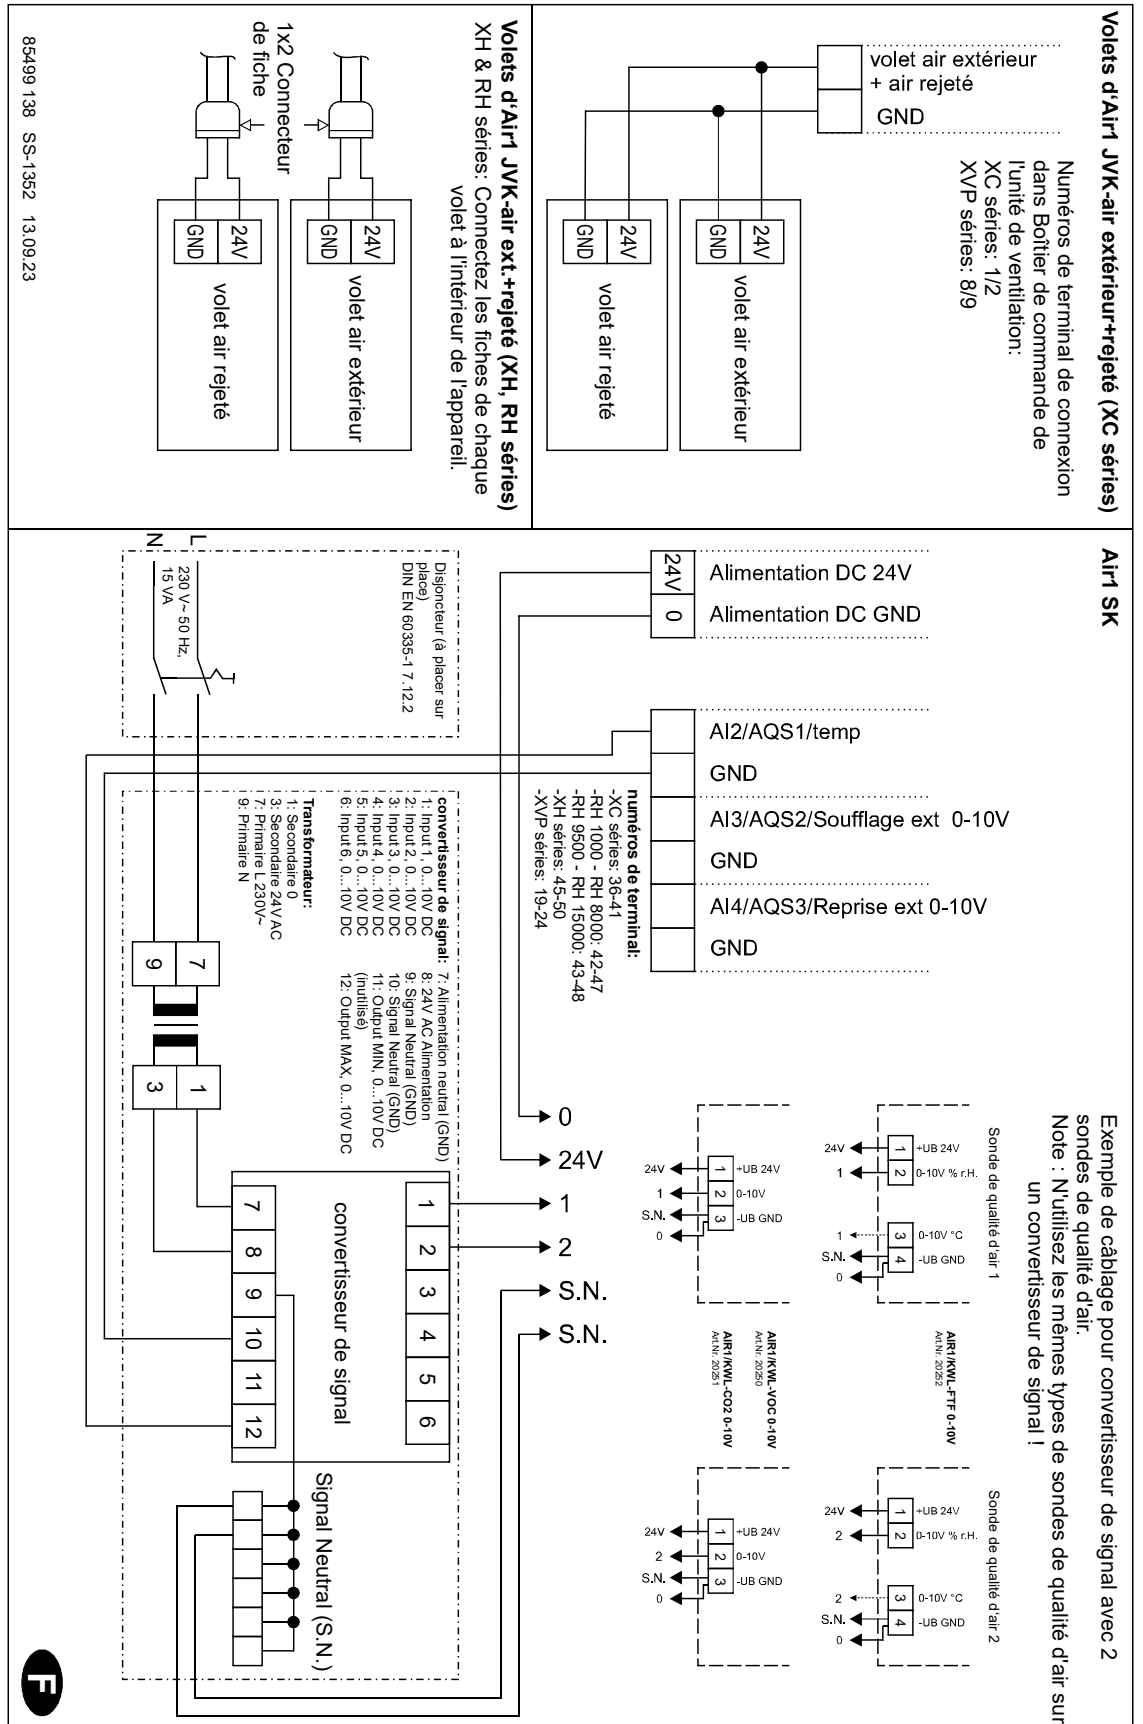 Volets d'Air1 JVK-air extérieur+rejeté (XC séries)
volet air extérieur
+ air rejeté
GND
Numéros de terminal de connexion
dans Boîtier de commande de
l'unité de ventilation:
XC séries: 1/2
XVP séries: 8/9
24V
GND
volet air extérieur
24V
GND
volet air rejeté
Volets d'Air1 JVK-air ext.+rejeté (XH, RH séries)
XH & RH séries: Connectez les fiches de chaque
volet à l'intérieur de l'appareil.
1x2 Connecteur
de fiche
24V
GND
volet air extérieur
24V
GND
volet air rejeté
85499 138 SS-1352 13.09.23
Air1 SK
Exemple de câblage pour convertisseur de signal avec 2
sondes de qualité d'air.
Note : N'utilisez les mêmes types de sondes de qualité d'air sur
un convertisseur de signal !
24V
0
Alimentation DC 24V
Alimentation DC GND
AI2/AQS1/temp
GND
AI3/AQS2/Soufflage ext 0-10V
GND
AI4/AQS3/Reprise ext 0-10V
GND
numéros de terminal:
-XC séries: 36-41
-RH 1000 - RH 8000: 42-47
-RH 9500 - RH 15000: 43-48
-XH séries: 45-50
-XVP séries: 19-24
Sonde de qualité d'air 1
24V
1
+UB 24V
1
2
0-10V % r.H.
1
3
0-10V °C
S.N.
4
-UB GND
0
AIR1/KWL-FTF 0-10V
Art.Nr. 20252
Sonde de qualité d'air 2
24V
1
+UB 24V
2
2
0-10V % r.H.
2
3
0-10V °C
S.N.
4
-UB GND
0
24V
1
+UB 24V
1
2
0-10V
S.N.
3
-UB GND
0
AIR1/KWL-VOC 0-10V
Art.Nr. 20250
AIR1/KWL-CO2 0-10V
Art.Nr. 20251
24V
1
+UB 24V
2
2
0-10V
S.N.
3
-UB GND
0
0
24V
1
2
S.N.
S.N.
Disjoncteur (à placer sur
place)
DIN EN 60335-1 7.12.2
L
N
230 V~ 50 Hz,
15 VA
convertisseur de signal:
1: Input 1, 0...10V DC
2: Input 2, 0...10V DC
3: Input 3, 0...10V DC
4: Input 4, 0...10V DC
5: Input 5, 0...10V DC
6: Input 6, 0...10V DC
7: Alimentation neutral (GND)
8: 24V AC Alimentation
9: Signal Neutral (GND)
10: Signal Neutral (GND)
11: Output MIN, 0...10V DC
(inutilisé)
12: Output MAX, 0...10V DC
Transformateur:
1: Secondaire 0
3: Secondaire 24V AC
7: Primaire L 230V~
9: Primaire N
7
9
1
3
1 2 3 4 5 6
convertisseur de signal
7 8 9 10 11 12
Signal Neutral (S.N.)
F